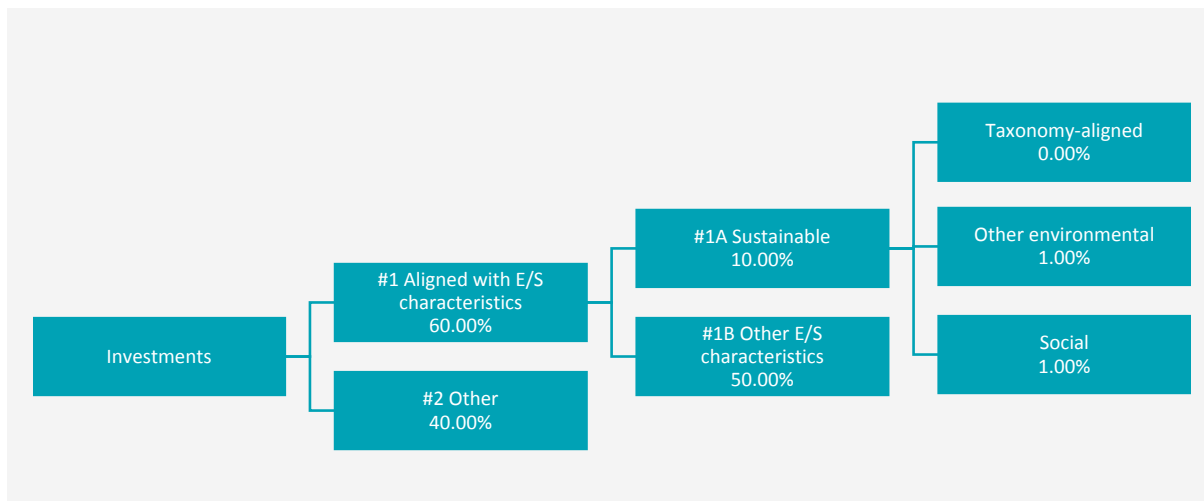 Investments
#1 Aligned with E/S
characteristics
60.00%
#2 Other
40.00%
#1A Sustainable
10.00%
#1B Other E/S
characteristics
50.00%
Taxonomy-aligned
0.00%
Other environmental
1.00%
Social
1.00%